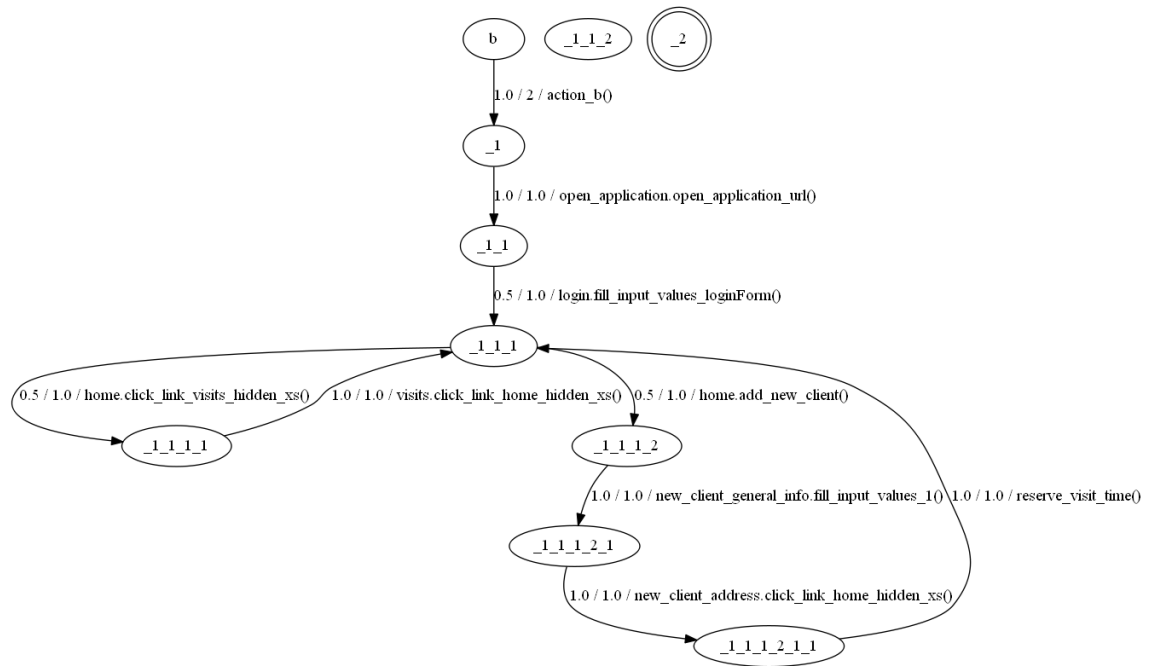 b
_1_1_2
_2
1.0 / 2 / action_b()
_1
1.0 / 1.0 / open_application.open_application_url()
_1_1
0.5 / 1.0 / login.fill_input_values_loginForm()
_1_1_1
0.5 / 1.0 / home.click_link_visits_hidden_xs()
1.0 / 1.0 / visits.click_link_home_hidden_xs()
0.5 / 1.0 / home.add_new_client()
_1_1_1_1
_1_1_1_2
1.0 / 1.0 / new_client_general_info.fill_input_values_1()
1.0 / 1.0 / reserve_visit_time()
_1_1_1_2_1
1.0 / 1.0 / new_client_address.click_link_home_hidden_xs()
_1_1_1_2_1_1